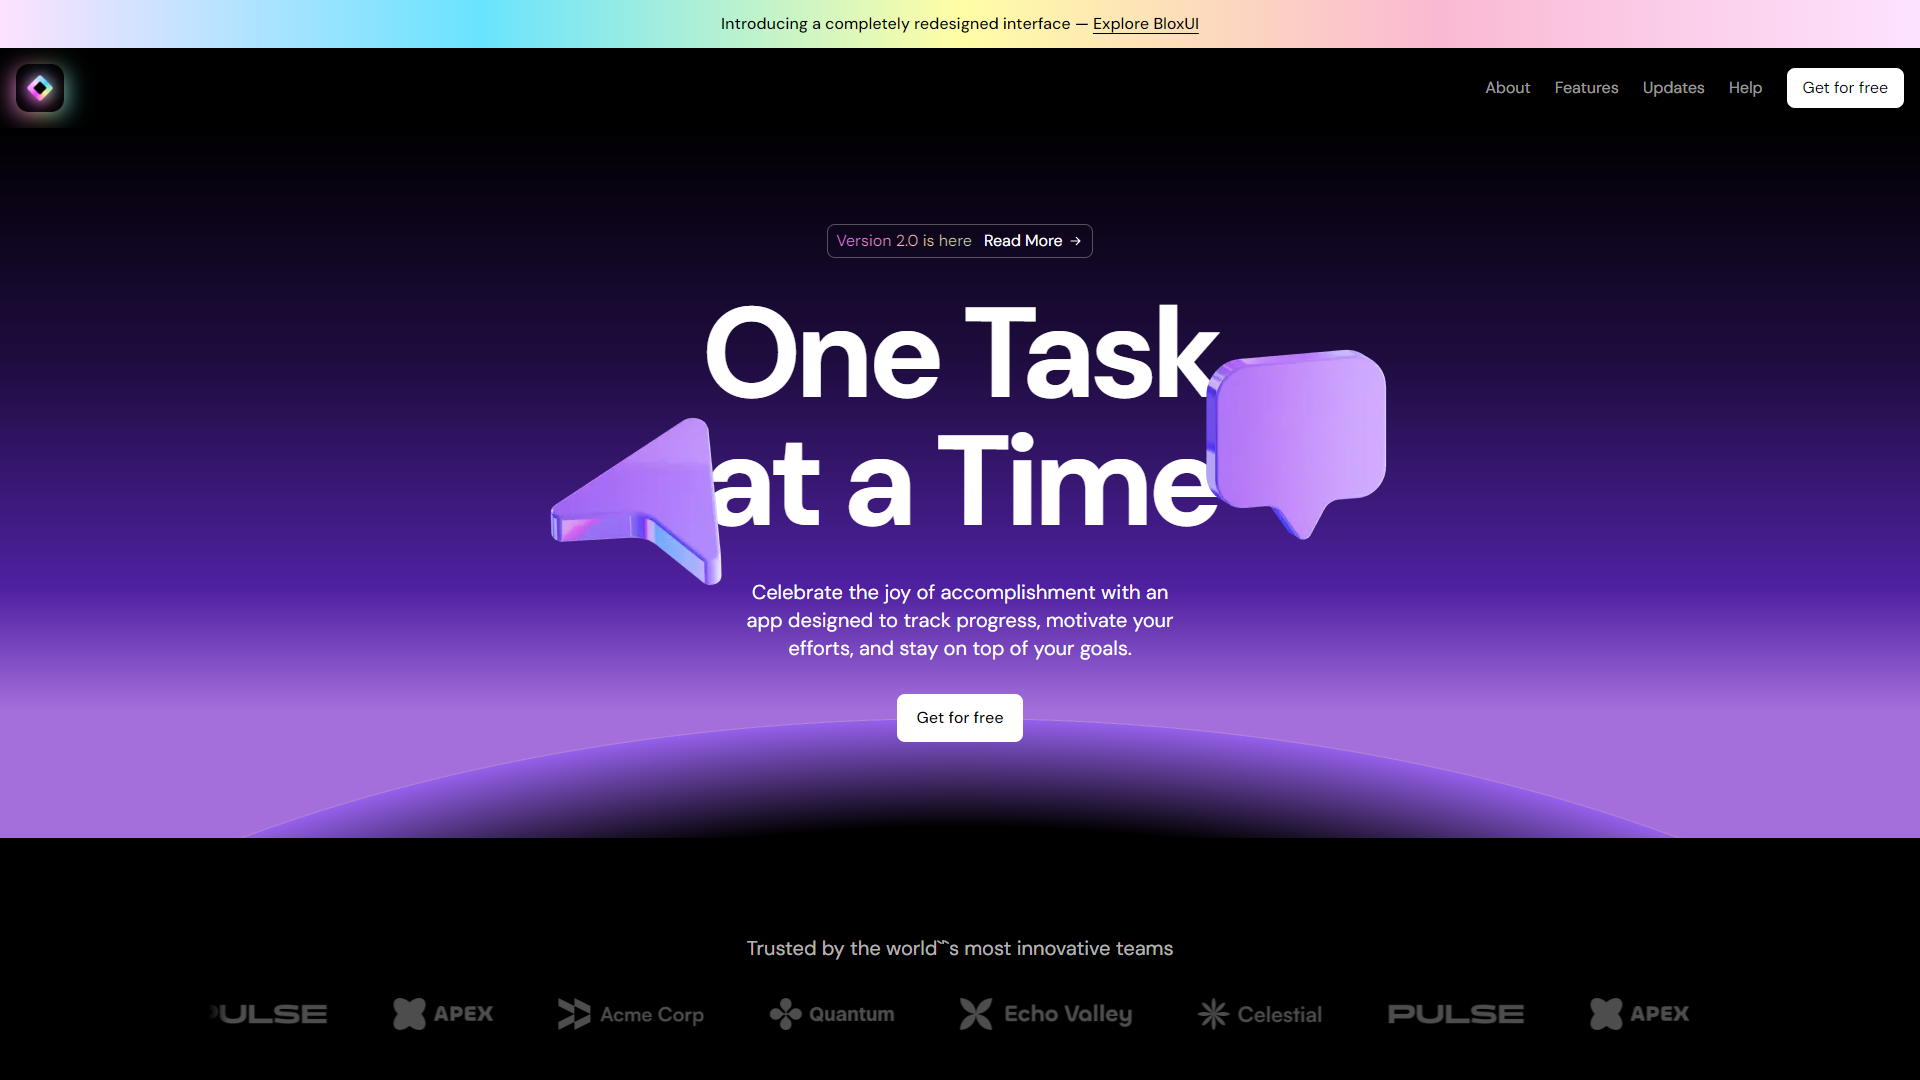 Introducing a completely redesigned interface — Explore BloxUI
About Features Updates Help Get for free
Version 2.0 is here Read More →
One Task
at a Time
Celebrate the joy of accomplishment with an
app designed to track progress, motivate your
efforts, and stay on top of your goals.
Get for free
Trusted by the world`'`s most innovative teams
PULSE APEX Acme Corp Quantum Echo Valley Celestial PULSE APEX